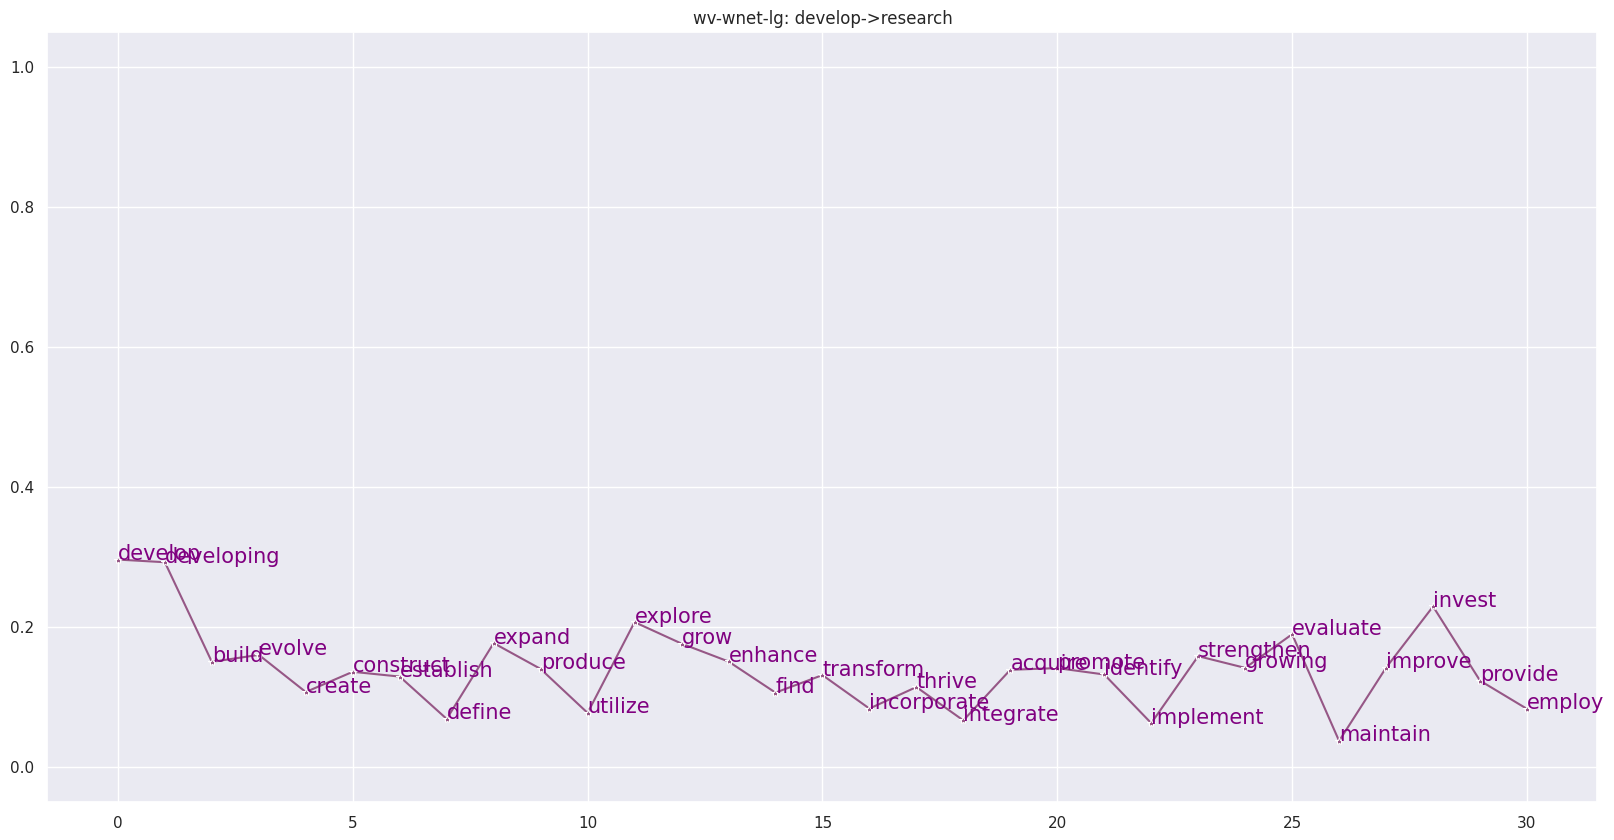 wv-wnet-lg: develop->research
1.0
0.8
0.6
0.4
0.2
0.0
develop
developing
build
evolve
create
construct
establish
define
expand
produce
utilize
explore
grow
enhance
find
transform
incorporate
thrive
integrate
acquire
promote
identify
implement
strengthen
growing
evaluate
maintain
improve
invest
provide
employ
0
5
10
15
20
25
30